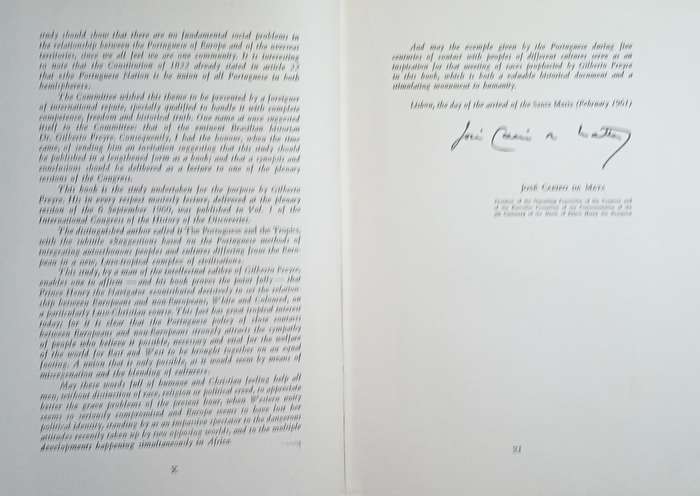 study should show that there are no fundamental social problems in
the relationship between the Portuguese of Europe and of the overseas
territories, since we all feel we are one community. It is interesting
to note that the Constitution of 1822 already stated in article 22
that «the Portuguese Nation is the union of all Portuguese in both
hemispheres».
The Committee wished this theme to be presented by a foreigner
of international repute, specially qualified to handle it with complete
competence, freedom and historical truth. One name at once suggested
itself to the Committee: that of the eminent Brazilian historian
Dr. Gilberto Freyre. Consequently, I had the honour, when the time
came, of sending him an invitation suggesting that this study should
be published in a lengthened form as a book; and that a synopsis and
conclusions should be delivered as a lecture to one of the plenary
sessions of the Congress.
This book is the study undertaken for the purpose by Gilberto
Freyre. His in every respect masterly lecture, delivered at the plenary
session of the 6 September 1960, was published in Vol. I of the
International Congress of the History of the Discoveries.
The distinguished author called it The Portuguese and the Tropics,
with the subtitle «Suggestions based on the Portuguese methods of
integrating autochthonous peoples and cultures differing from the Euro-
pean in a new, Luso-tropical complex of civilisation».
This study, by a man of the intellectual calibre of Gilberto Freyre,
enables one to affirm — and his book proves the point fully — that
Prince Henry the Navigator contributed decisively to set the relation-
ship between Europeans and non-Europeans, White and Coloured, on
a particularly Luso-Christian course. This fact has great topical interest
today; for it is clear that the Portuguese policy of close contacts
between Europeans and non-Europeans strongly attracts the sympathy
of people who believe it possible, necessary and vital for the welfare
of the world for East and West to be brought together on an equal
footing. A union that is only possible, as it would seem by means of
miscegenation and the blending of cultures.
May these words full of humane and Christian feeling help all
men, without distinction of race, religion or political creed, to appreciate
better the grave problems of the present hour, when Western unity
seems so seriously compromised and Europe seems to have lost her
political identity, standing by as an impassive spectator to the dangerous
attitudes recently taken up by two opposing worlds, and to the multiple
developments happening simultaneously in Africa.
X
And may the example given by the Portuguese during five
centuries of contact with peoples of different cultures serve as an
inspiration for that meeting of races prophesied by Gilberto Freyre
in this book, which is both a valuable historical document and a
stimulating monument to humanity.
Lisbon, the day of the arrival of the Santa Maria (February 1961)
José Caeiro da Matta
José Caeiro da Matta
XI